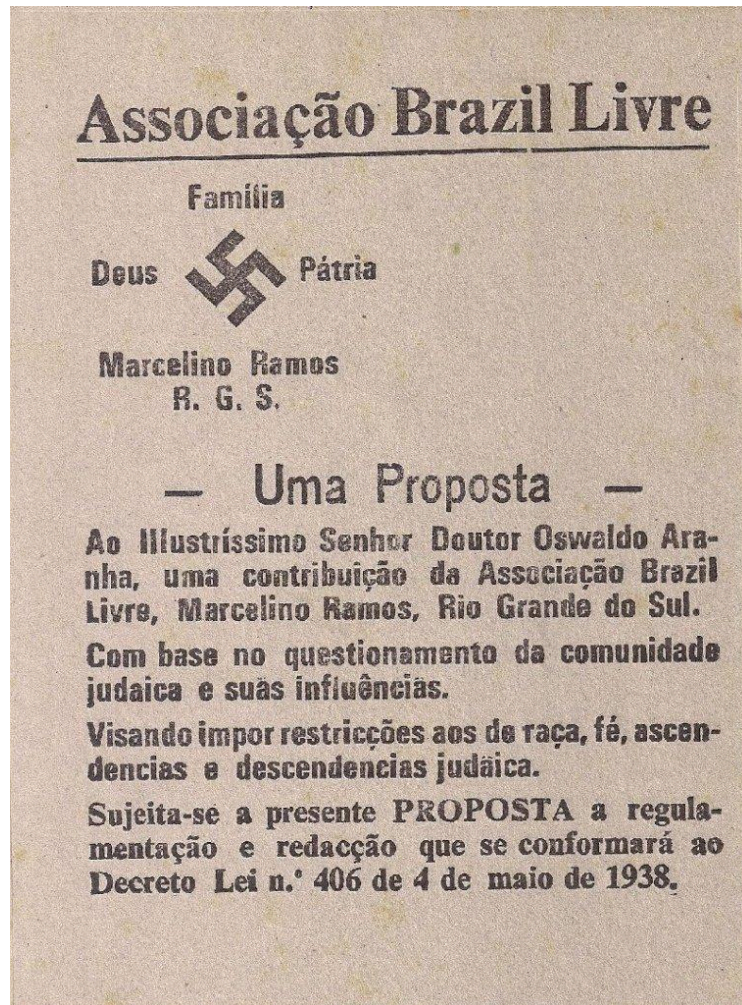 Associação Brazil Livre
Família
Deus Pátria
Marcelino Ramos
R. G. S.
— Uma Proposta —
Ao Illustríssimo Senhor Doutor Oswaldo Ara-
nha, uma contribuição da Associação Brazil
Livre, Marcelino Ramos, Rio Grande do Sul.
Com base no questionamento da comunidade
judaica e suas influências.
Visando impor restricções aos de raça, fé, ascen-
dencias e descendencias judäica.
Sujeita-se a presente PROPOSTA a regula-
mentação e redacção que se conformará ao
Decreto Lei n.º 406 de 4 de maio de 1938.